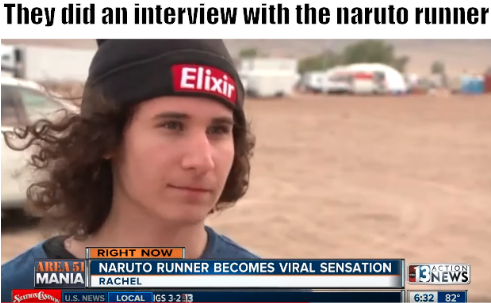 They did an interview with the naruto runner
Elixir
RIGHT NOW
AREA 51
MANIA
NARUTO RUNNER BECOMES VIRAL SENSATION
RACHEL
13 ACTION
NEWS
U.S. NEWS
LOCAL
6:32 82°